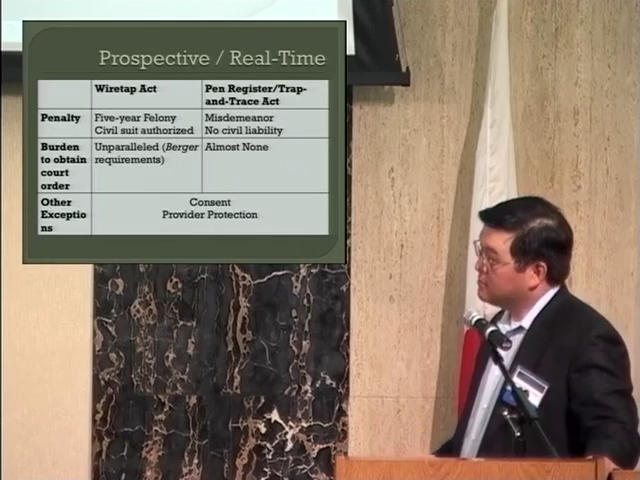 Prospective / Real-Time
Wiretap Act
Pen Register/Trap-
and-Trace Act
Penalty
Five-year Felony
Civil suit authorized
Misdemeanor
No civil liability
Burden
to obtain
court
order
Unparalleled (Berger
requirements)
Almost None
Other
Exceptio
ns
Consent
Provider Protection